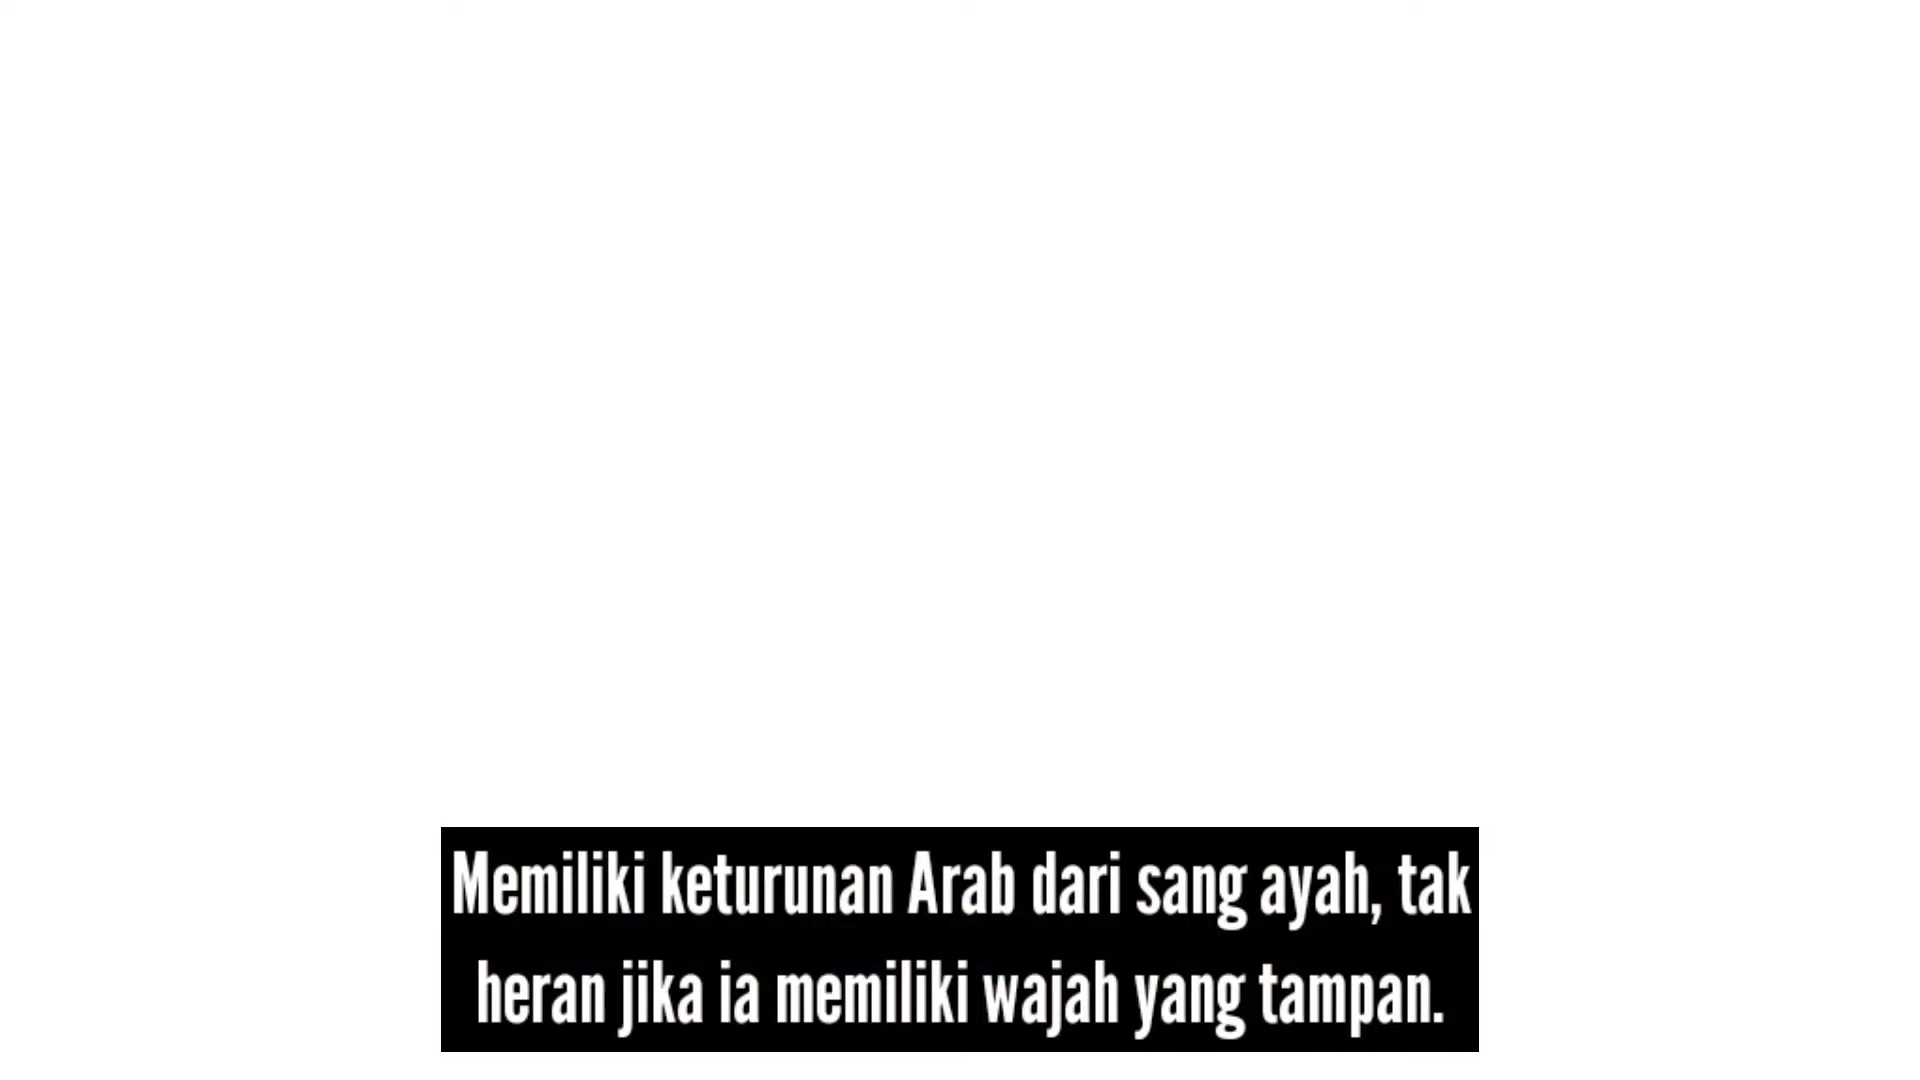 Memiliki keturunan Arab dari sang ayah, tak
heran jika ia memiliki wajah yang tampan.